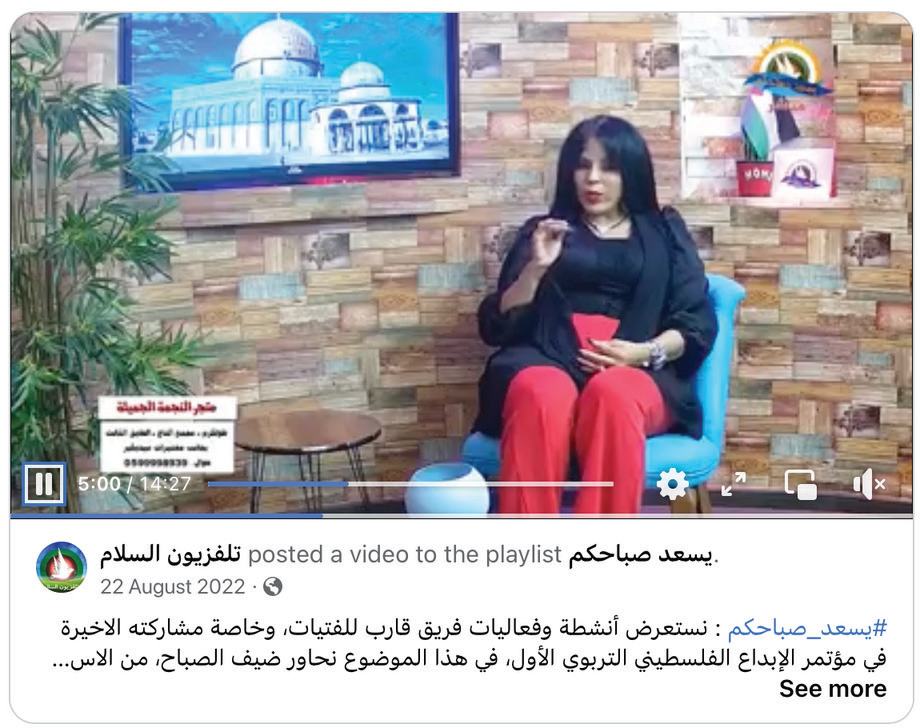 HOME
متجر النجمة الجميلة
5:00 / 14:27
تلفزيون السلام posted a video to the playlist يسعد صباحكم.
22 August 2022 ·
#يسعد_صباحكم : نستعرض أنشطة وفعاليات فريق قارب للفتيات، وخاصة مشاركته الاخيرة
في مؤتمر الإبداع الفلسطيني التربوي الأول، في هذا الموضوع نحاور ضيف الصباح، من الاس...
See more